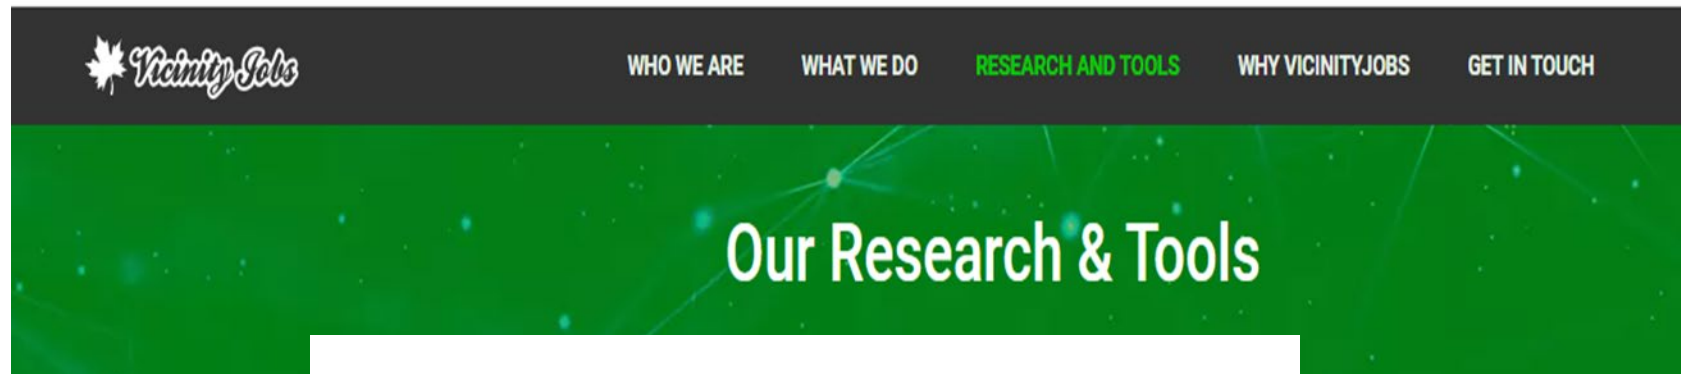 Vicinity Jobs
WHO WE ARE WHAT WE DO RESEARCH AND TOOLS WHY VICINITYJOBS GET IN TOUCH
Our Research & Tools